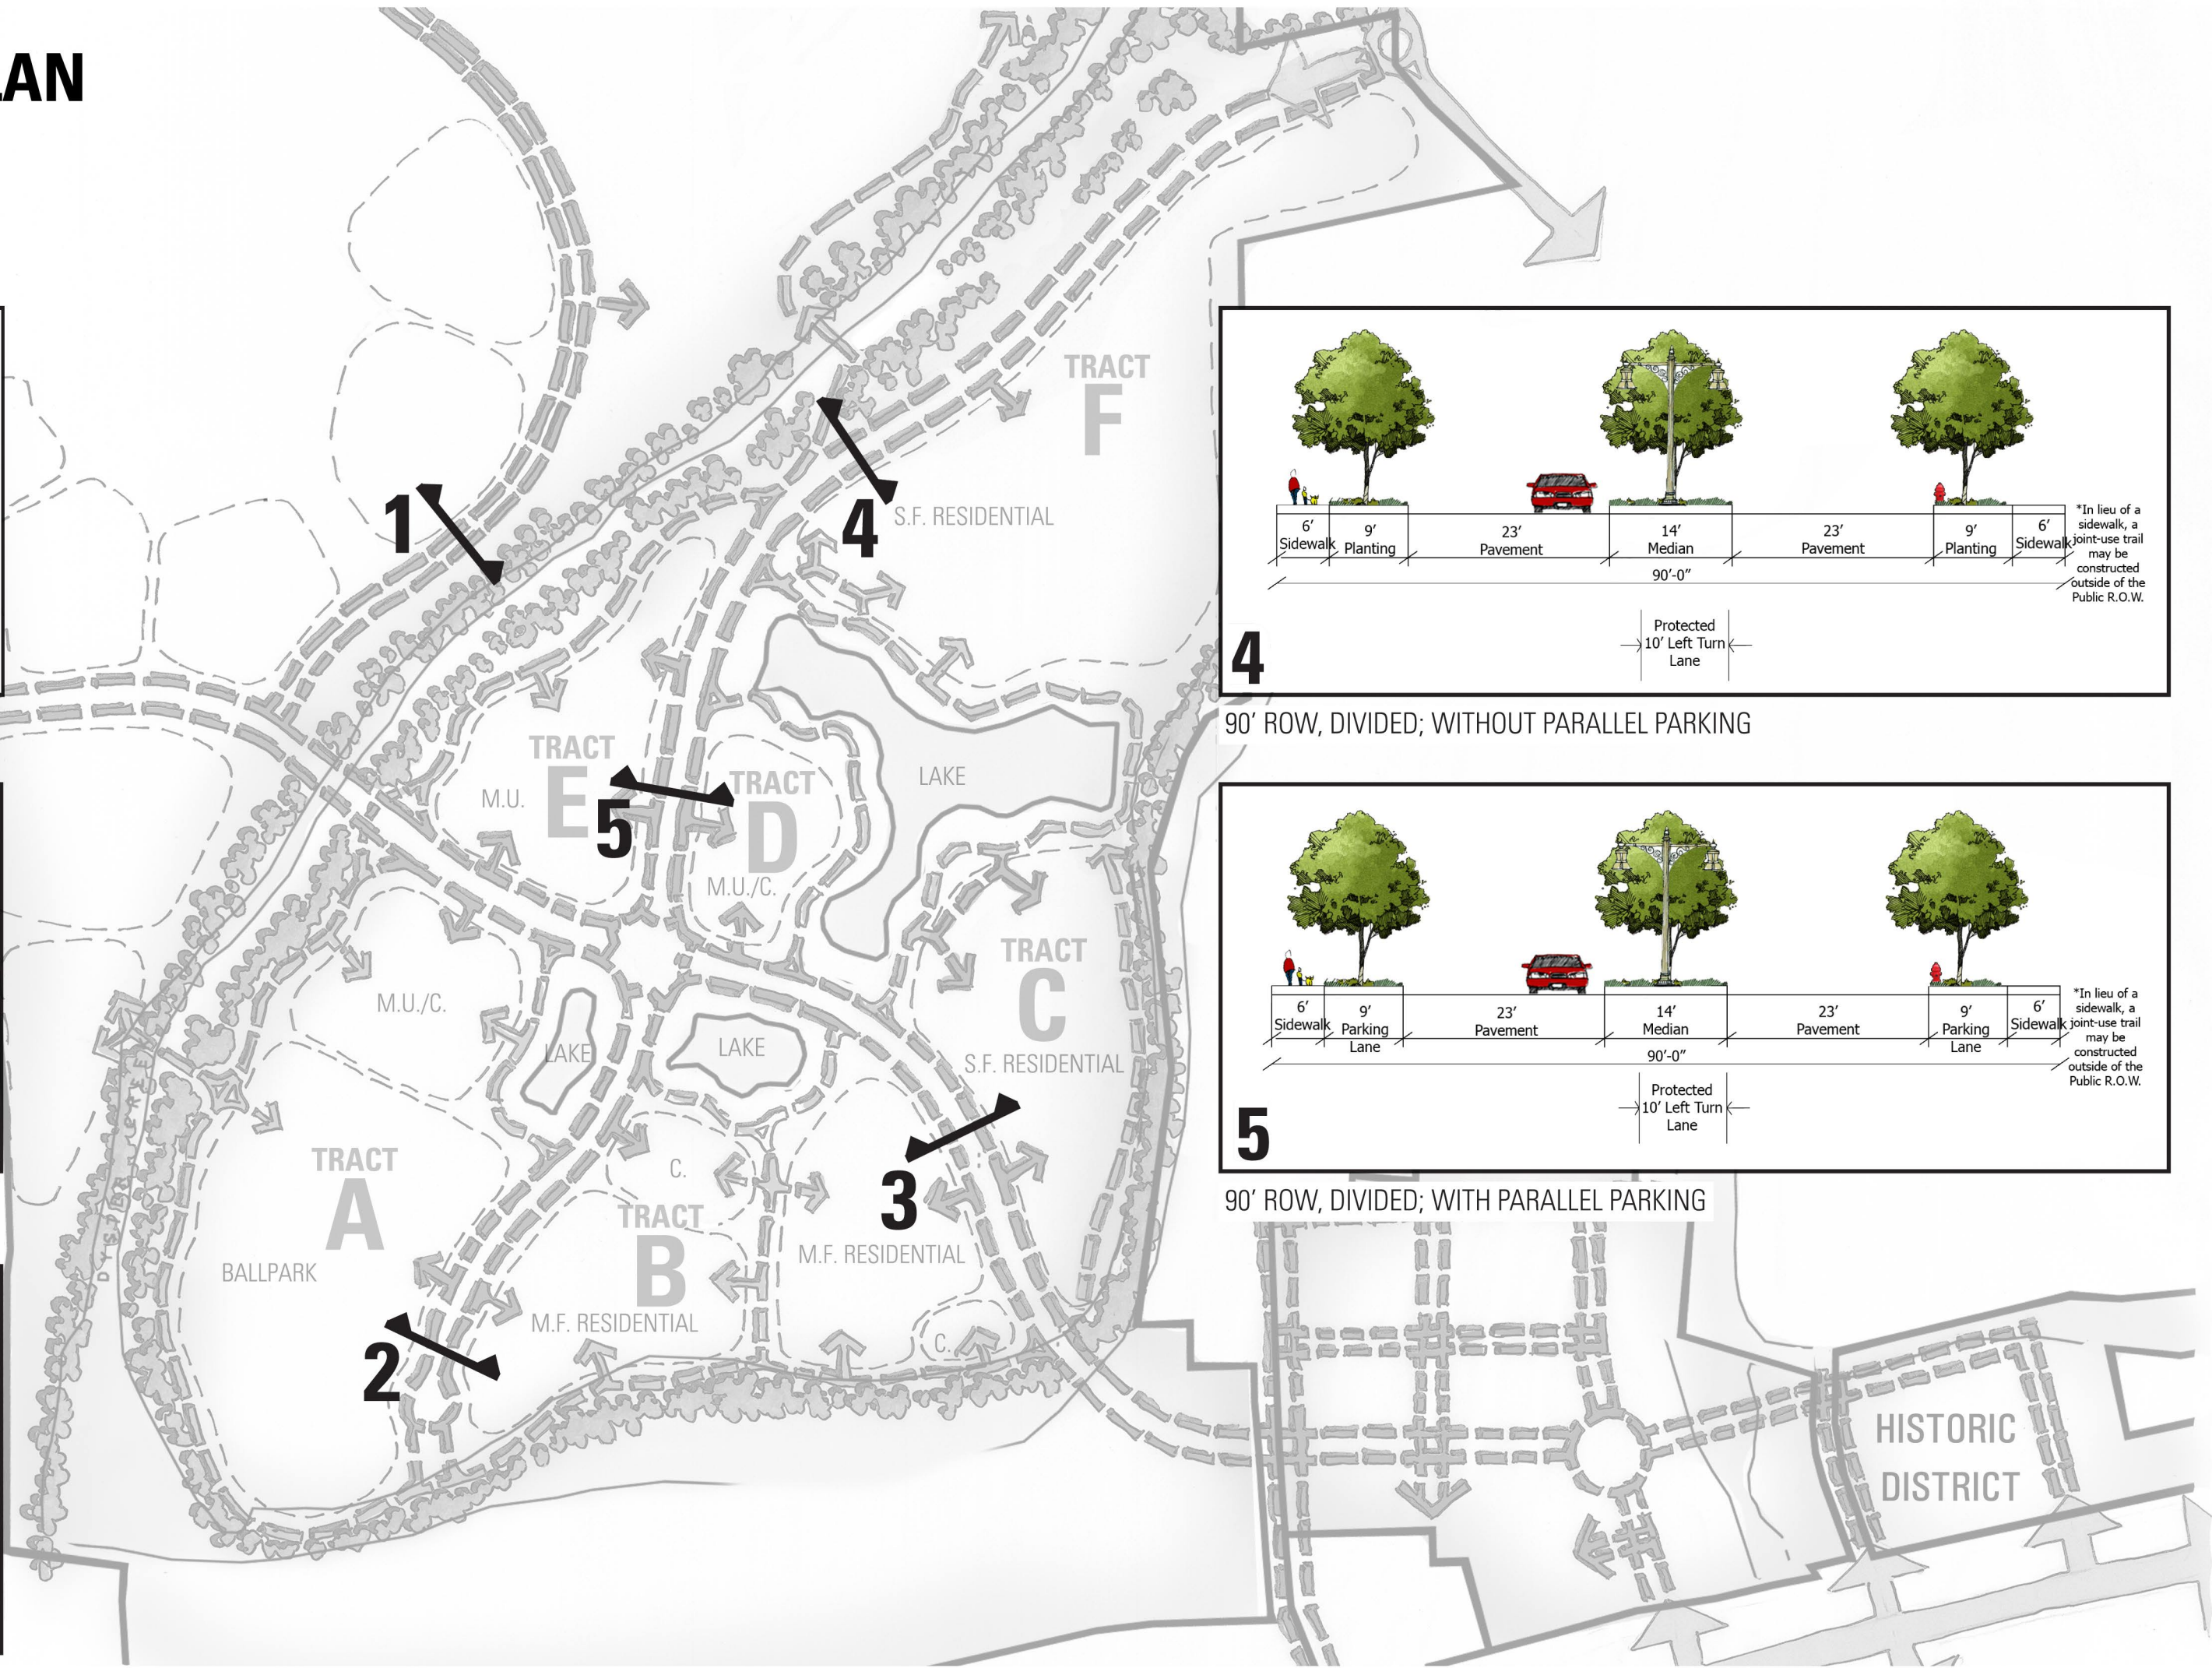 LAN
TRACT
F
1
4
S.F. RESIDENTIAL
TRACT
E
M.U.
5
TRACT
D
M.U./C.
LAKE
M.U./C.
LAKE
LAKE
TRACT
C
S.F. RESIDENTIAL
TRACT
A
BALLPARK
C.
TRACT
B
M.F. RESIDENTIAL
3
M.F. RESIDENTIAL
2
C.
HISTORIC
DISTRICT
6’
Sidewalk
9’
Planting
23’
Pavement
14’
Median
23’
Pavement
9’
Planting
6’
Sidewalk
*In lieu of a
sidewalk, a
joint-use trail
may be
constructed
outside of the
Public R.O.W.
90’-0”
Protected
10’ Left Turn
Lane
4
90’ ROW, DIVIDED; WITHOUT PARALLEL PARKING
6’
Sidewalk
9’
Parking
Lane
23’
Pavement
14’
Median
23’
Pavement
9’
Parking
Lane
6’
Sidewalk
*In lieu of a
sidewalk, a
joint-use trail
may be
constructed
outside of the
Public R.O.W.
90’-0”
Protected
10’ Left Turn
Lane
5
90’ ROW, DIVIDED; WITH PARALLEL PARKING